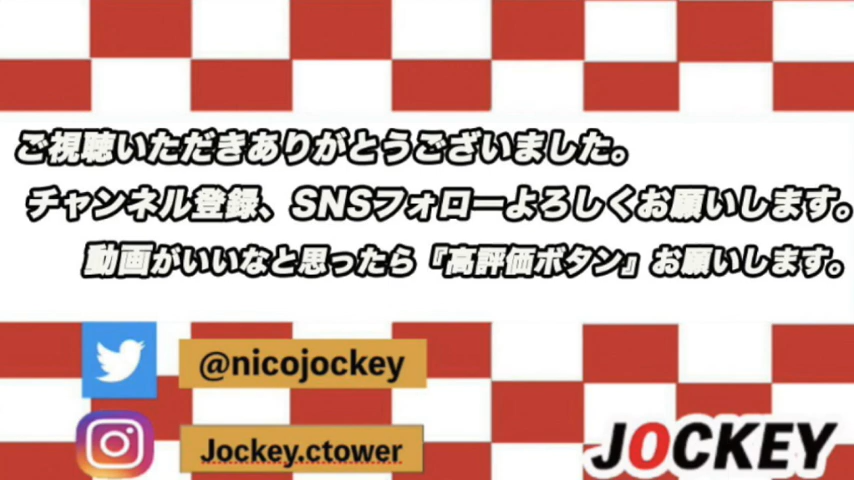 ご視聴いただきありがとうございました。
チャンネル登録、SNSフォローよろしくお願いします。
動画がいいなと思ったら『高評価ボタン』お願いします。
@nicojockey
Jockey.ctower
JOCKEY